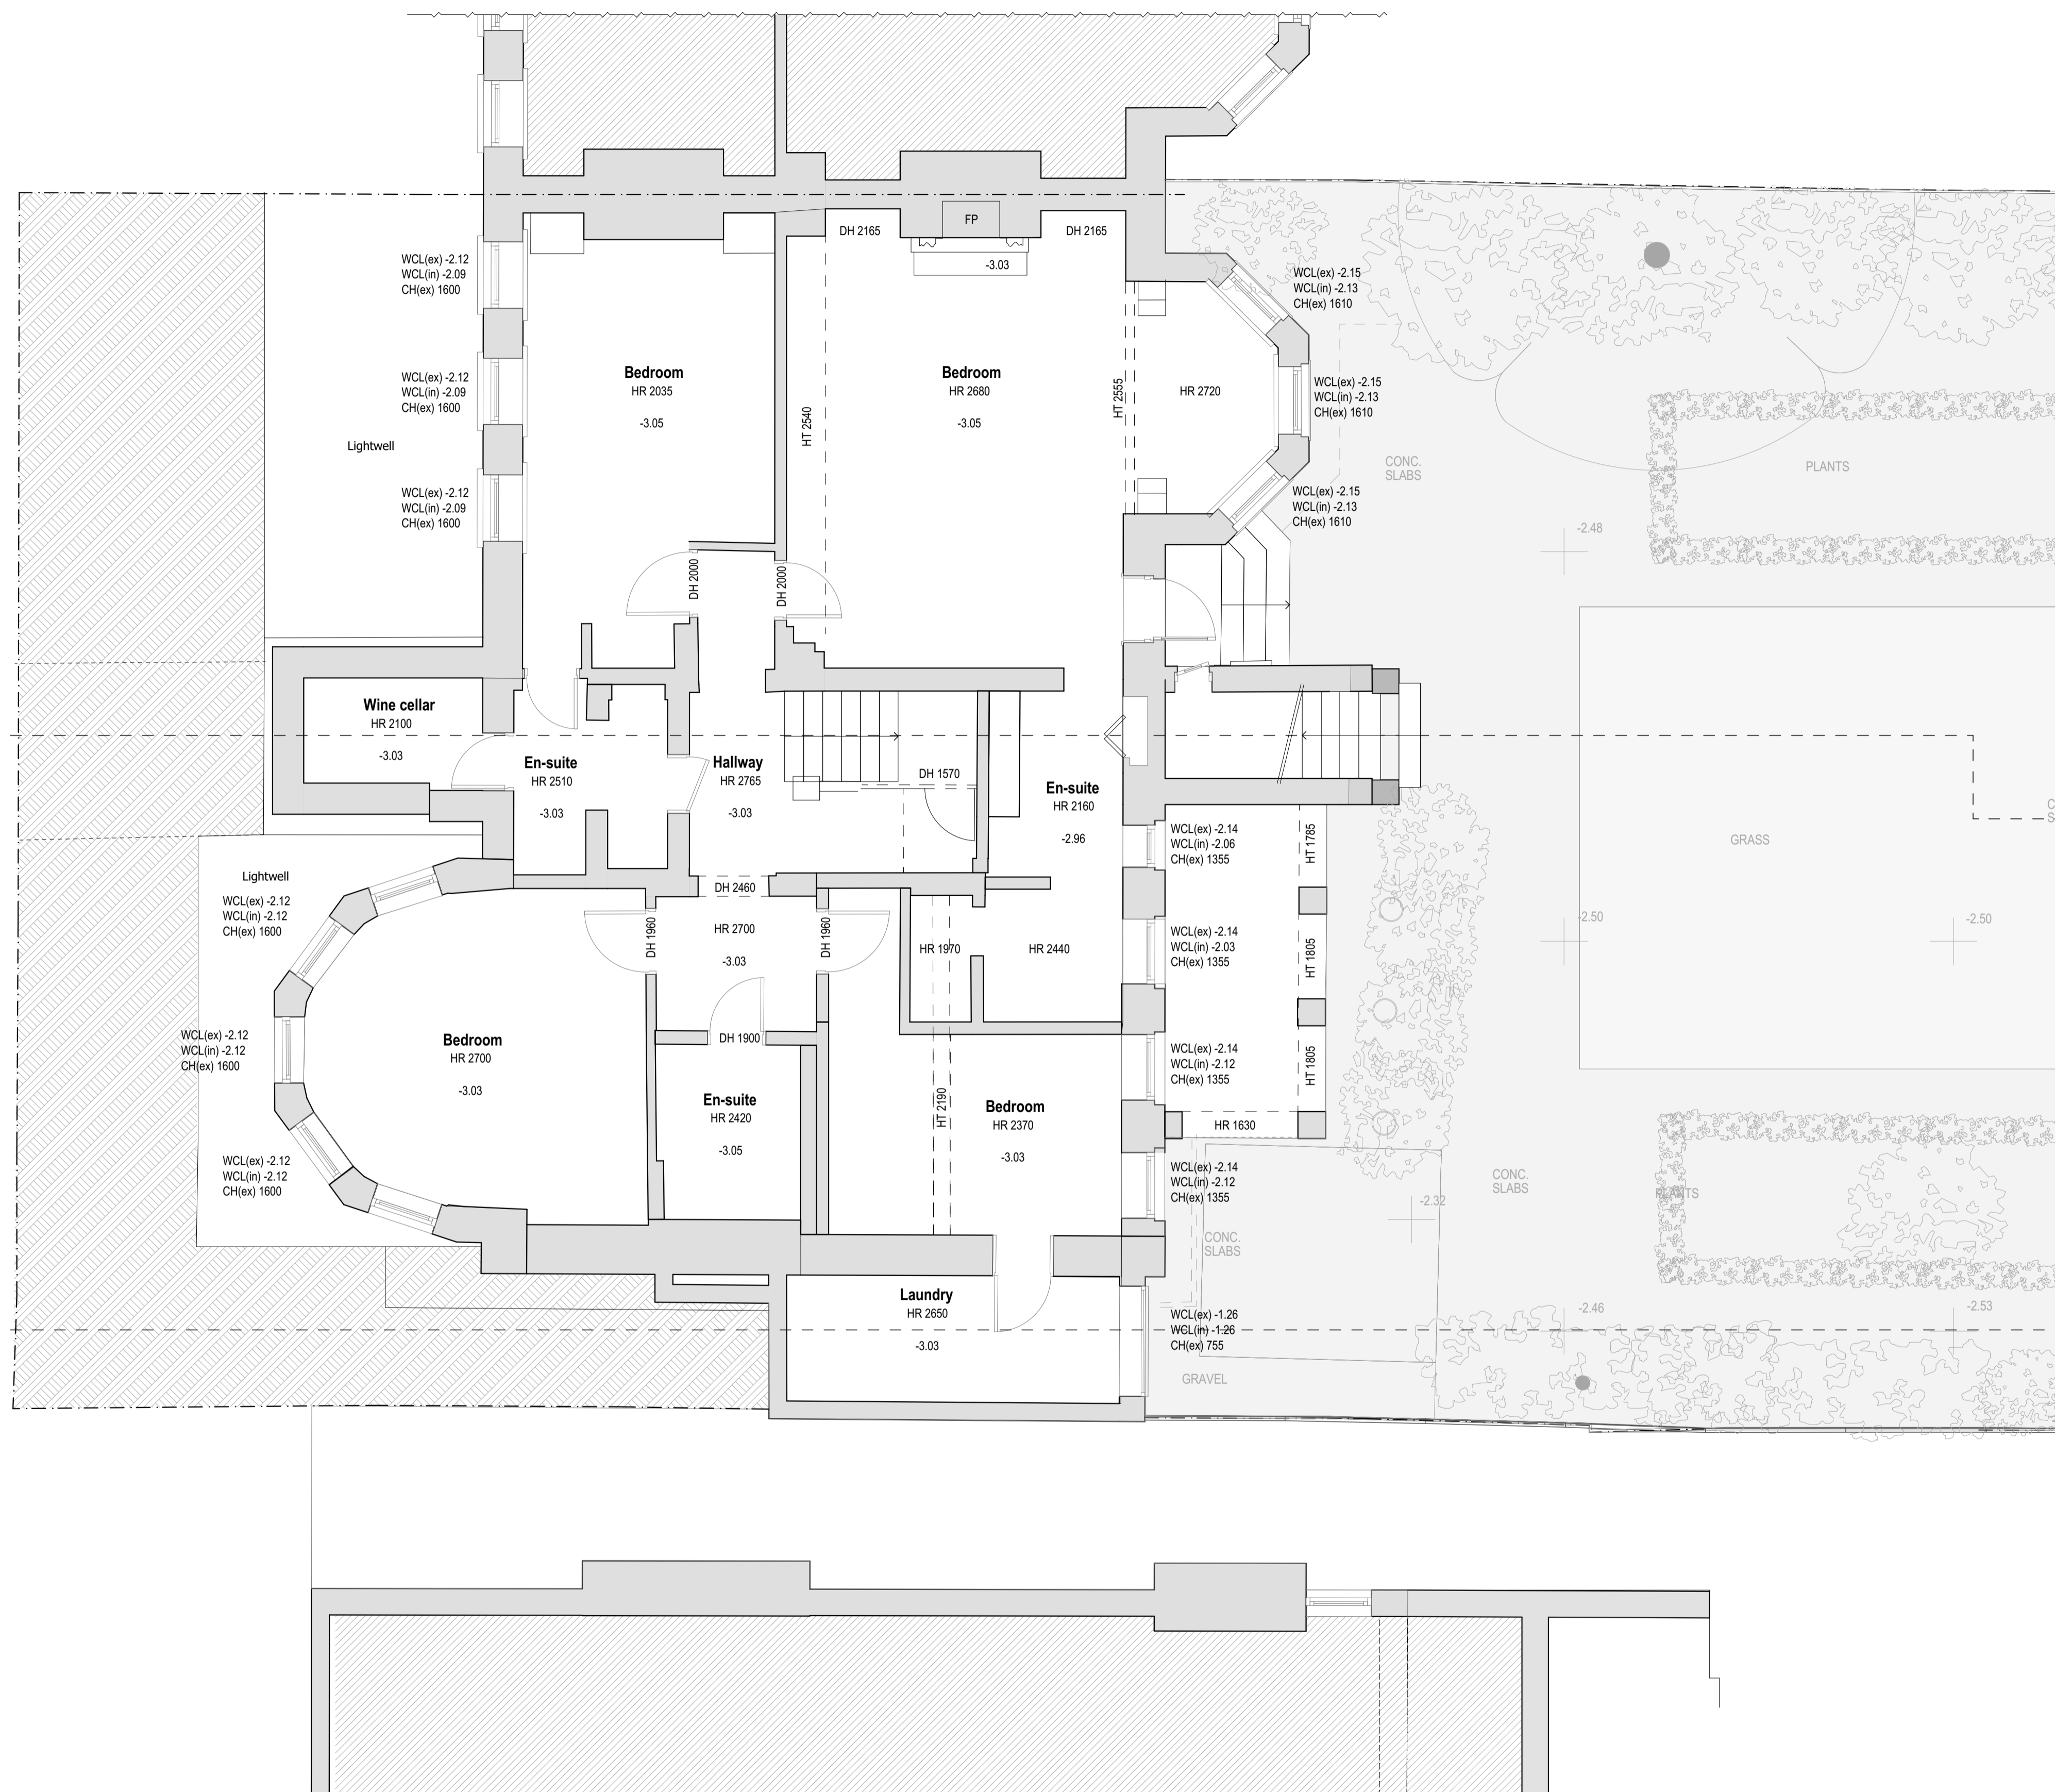 FP
DH 2165
DH 2165
-3.03
WCL(ex) -2.12
WCL(in) -2.09
CH(ex) 1600
WCL(ex) -2.15
WCL(in) -2.13
CH(ex) 1610
Bedroom
HR 2035
-3.05
Bedroom
HR 2680
-3.05
HT 2540
HT 2555
HR 2720
WCL(ex) -2.12
WCL(in) -2.09
CH(ex) 1600
WCL(ex) -2.15
WCL(in) -2.13
CH(ex) 1610
Lightwell
CONC.
SLABS
PLANTS
WCL(ex) -2.12
WCL(in) -2.09
CH(ex) 1600
WCL(ex) -2.15
WCL(in) -2.13
CH(ex) 1610
-2.48
DH 2000
DH 2000
Wine cellar
HR 2100
-3.03
En-suite
HR 2510
-3.03
Hallway
HR 2765
-3.03
DH 1570
En-suite
HR 2160
-2.96
WCL(ex) -2.14
WCL(in) -2.06
CH(ex) 1355
HT 1785
GRASS
C
S
Lightwell
WCL(ex) -2.12
WCL(in) -2.12
CH(ex) 1600
DH 2460
DH 1960
HR 2700
-3.03
DH 1960
HR 1970
HR 2440
WCL(ex) -2.14
WCL(in) -2.03
CH(ex) 1355
HT 1805
-2.50
-2.50
WCL(ex) -2.12
WCL(in) -2.12
CH(ex) 1600
Bedroom
HR 2700
-3.03
DH 1900
WCL(ex) -2.14
WCL(in) -2.12
CH(ex) 1355
HT 1805
En-suite
HR 2420
-3.05
HT 2190
Bedroom
HR 2370
-3.03
HR 1630
WCL(ex) -2.12
WCL(in) -2.12
CH(ex) 1600
WCL(ex) -2.14
WCL(in) -2.12
CH(ex) 1355
CONC.
SLABS
PLANTS
-2.32
CONC.
SLABS
Laundry
HR 2650
-3.03
WCL(ex) -1.26
WCL(in) -1.26
CH(ex) 755
-2.46
-2.53
GRAVEL